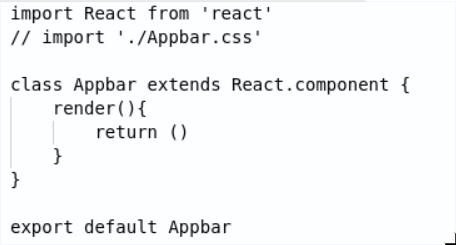 import React from 'react'
// import './Appbar.css'

class Appbar extends React.component {
    render(){
        return ()
    }
}

export default Appbar